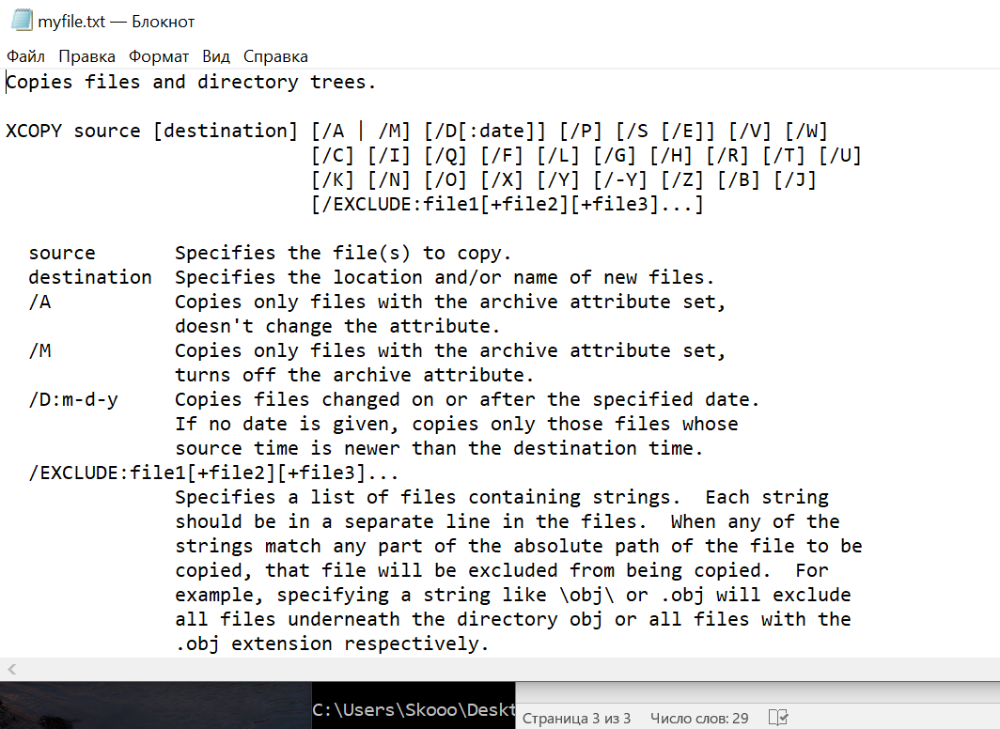 myfile.txt — Блокнот
Файл Правка Формат Вид Справка
Copies files and directory trees.
XCOPY source [destination] [/A | /M] [/D[:date]] [/P] [/S [/E]] [/V] [/W]
[/C] [/I] [/Q] [/F] [/L] [/G] [/H] [/R] [/T] [/U]
[/K] [/N] [/O] [/X] [/Y] [/-Y] [/Z] [/B] [/J]
[/EXCLUDE:file1[+file2][+file3]...]
source Specifies the file(s) to copy.
destination Specifies the location and/or name of new files.
/A Copies only files with the archive attribute set,
doesn't change the attribute.
/M Copies only files with the archive attribute set,
turns off the archive attribute.
/D:m-d-y Copies files changed on or after the specified date.
If no date is given, copies only those files whose
source time is newer than the destination time.
/EXCLUDE:file1[+file2][+file3]...
Specifies a list of files containing strings. Each string
should be in a separate line in the files. When any of the
strings match any part of the absolute path of the file to be
copied, that file will be excluded from being copied. For
example, specifying a string like \obj\ or .obj will exclude
all files underneath the directory obj or all files with the
.obj extension respectively.
C:\Users\Skooo\Deskt
Страница 3 из 3 Число слов: 29